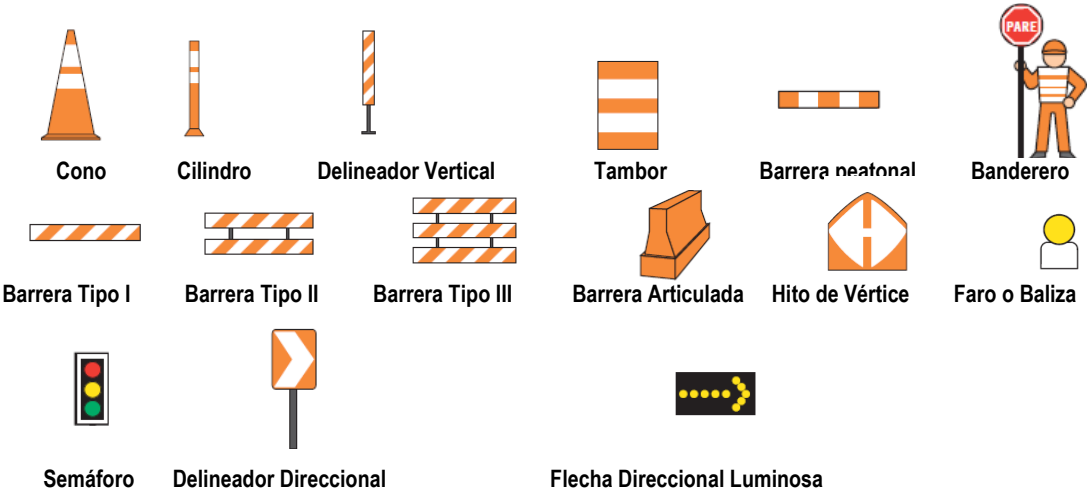 PARE
Cono Cilindro Delineador Vertical Tambor Barrera peatonal Banderero
Barrera Tipo I Barrera Tipo II Barrera Tipo III Barrera Articulada Hito de Vértice Faro o Baliza
Semáforo Delineador Direccional Flecha Direccional Luminosa